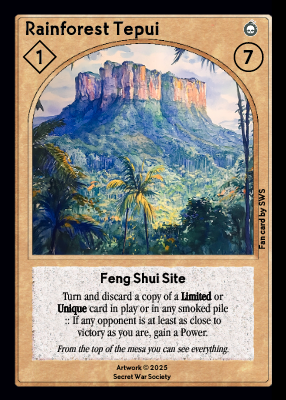 Rainforest Tepui
1
7
Fan card by SWS
Feng Shui Site
Turn and discard a copy of a Limited or
Unique card in play or in any smoked pile
:: If any opponent is at least as close to
victory as you are, gain a Power.
From the top of the mesa you can see everything.
Artwork © 2025
Secret War Society